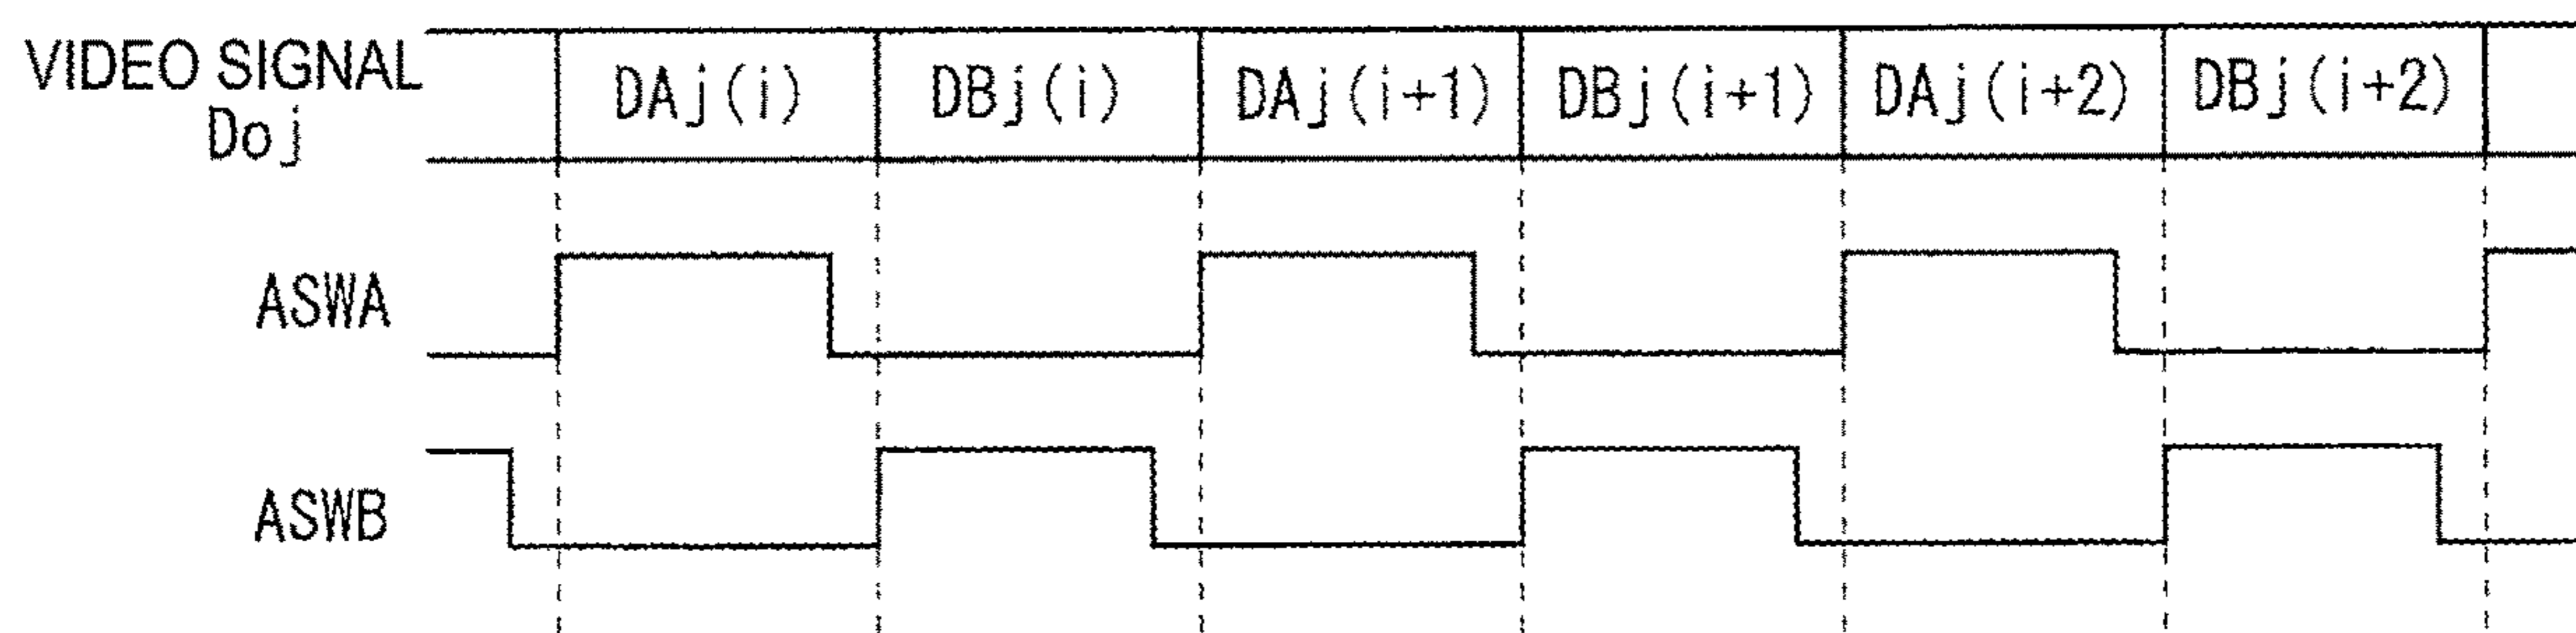 VIDEO SIGNAL
Doj
DAj(i) DBj(i) DAj(i+1) DBj(i+1) DAj(i+2) DBj(i+2)
ASWA
ASWB